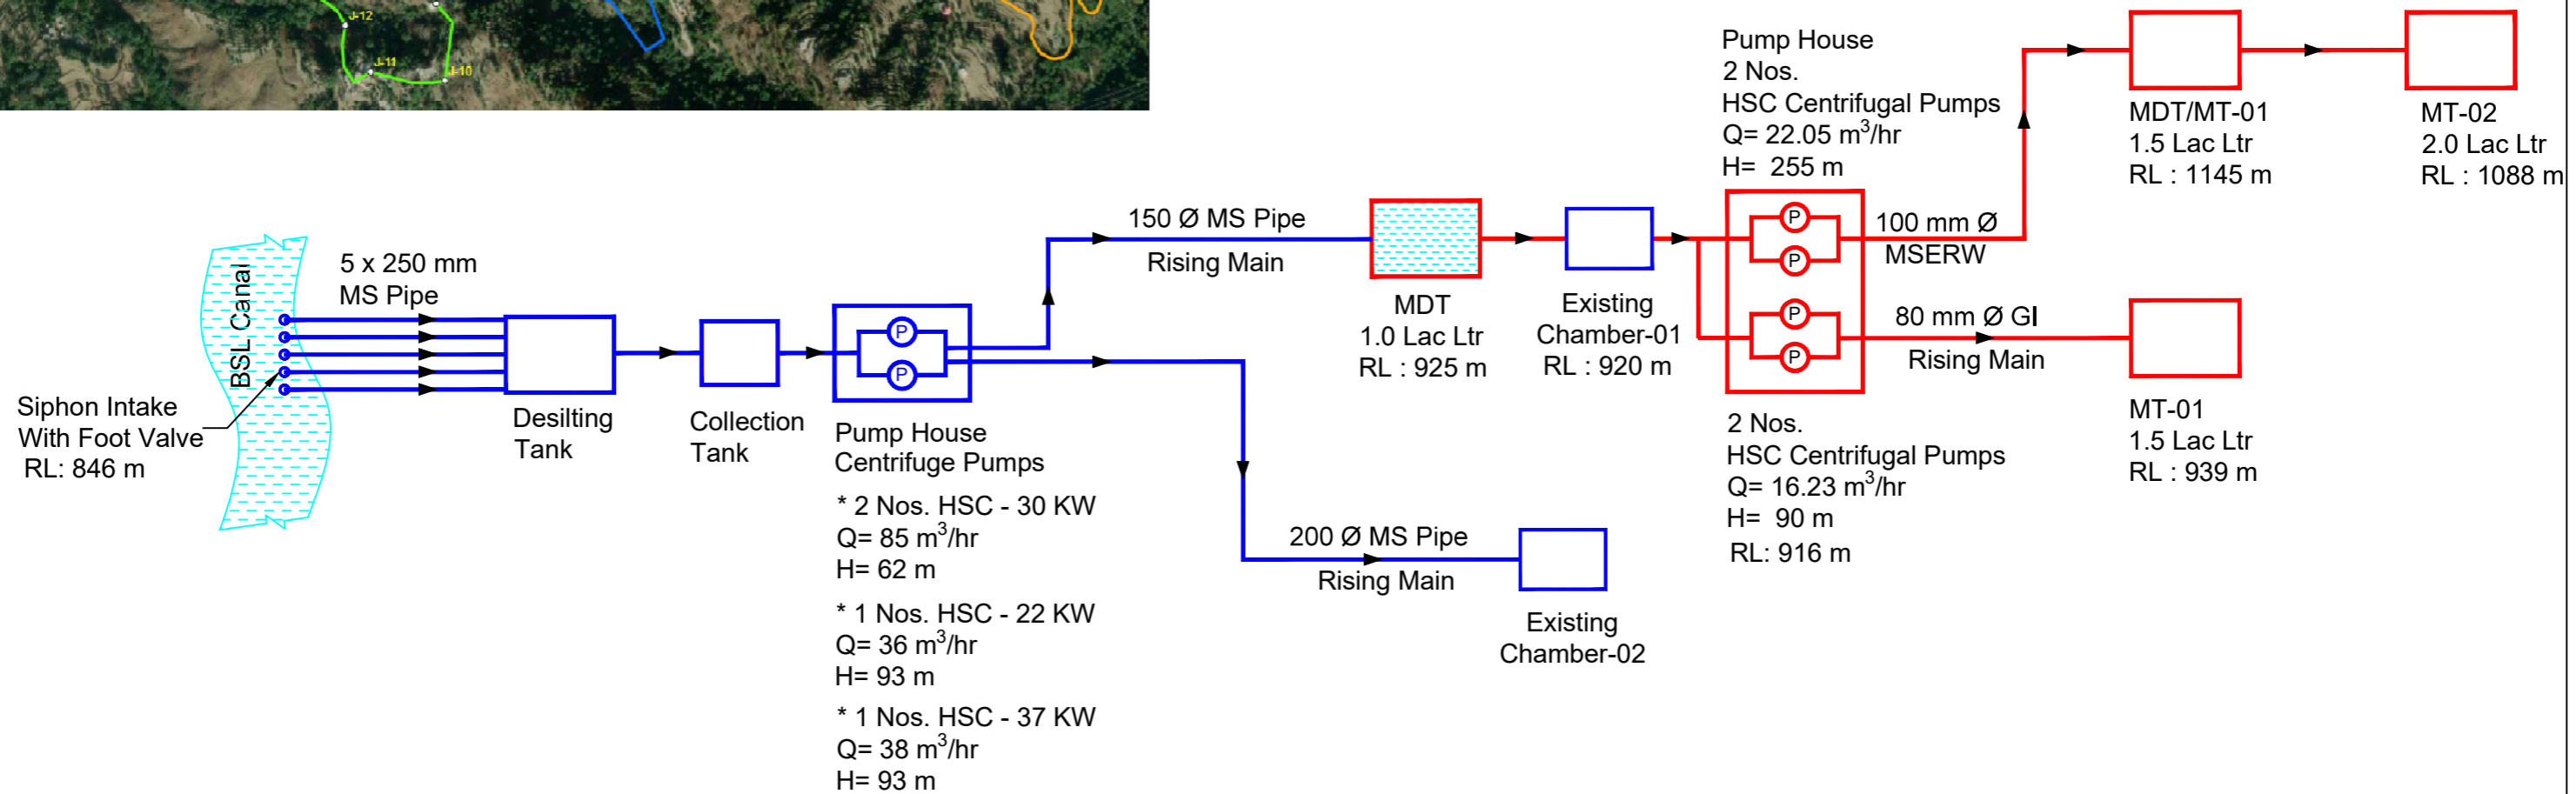 J-12
J-11
J-10
Pump House
2 Nos.
HSC Centrifugal Pumps
Q= 22.05 m³/hr
H= 255 m
MDT/MT-01
1.5 Lac Ltr
RL : 1145 m
MT-02
2.0 Lac Ltr
RL : 1088 m
BSL Canal
5 x 250 mm
MS Pipe
Siphon Intake
With Foot Valve
RL: 846 m
Desilting
Tank
Collection
Tank
P
P
Pump House
Centrifuge Pumps
* 2 Nos. HSC - 30 KW
Q= 85 m³/hr
H= 62 m
* 1 Nos. HSC - 22 KW
Q= 36 m³/hr
H= 93 m
* 1 Nos. HSC - 37 KW
Q= 38 m³/hr
H= 93 m
150 Ø MS Pipe
Rising Main
200 Ø MS Pipe
Rising Main
Existing
Chamber-02
MDT
1.0 Lac Ltr
RL : 925 m
Existing
Chamber-01
RL : 920 m
P
P
P
P
100 mm Ø
MSERW
80 mm Ø GI
Rising Main
2 Nos.
HSC Centrifugal Pumps
Q= 16.23 m³/hr
H= 90 m
RL: 916 m
MT-01
1.5 Lac Ltr
RL : 939 m